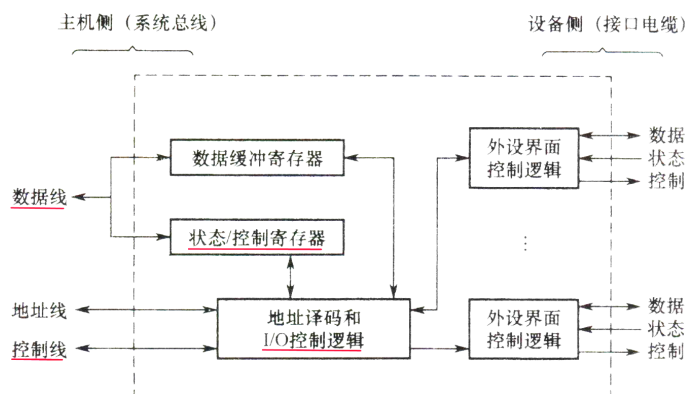 主机侧（系统总线）
设备侧（接口电缆）
数据缓冲寄存器
外设界面
控制逻辑
数据
状态
控制
数据线
状态/控制寄存器
地址线
控制线
地址译码和
I/O控制逻辑
外设界面
控制逻辑
数据
状态
控制